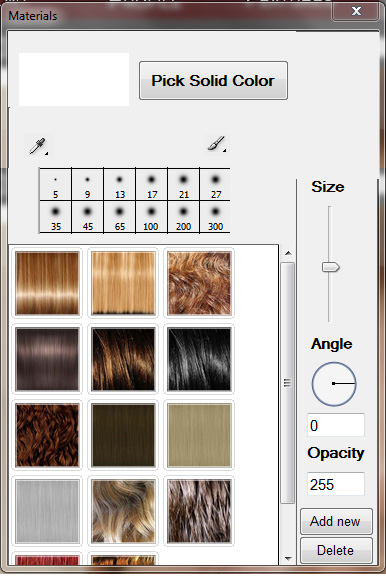 Materials
Pick Solid Color
5 9 13 17 21 27
35 45 65 100 200 300
Size
Angle
0
Opacity
255
Add new
Delete